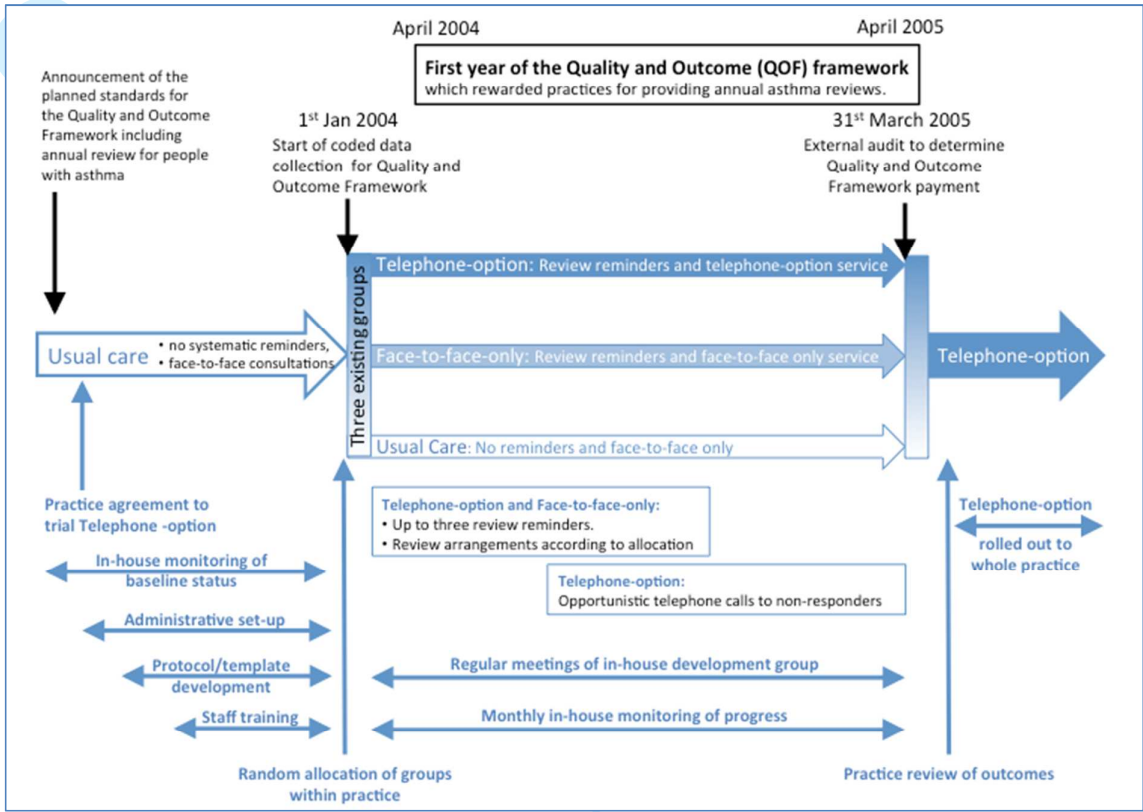 April 2004
April 2005
First year of the Quality and Outcome (QOF) framework
which rewarded practices for providing annual asthma reviews.
Announcement of the
planned standards for
the Quality and Outcome
Framework including
annual review for people
with asthma
1st Jan 2004
Start of coded data
collection for Quality and
Outcome Framework
31st March 2005
External audit to determine
Quality and Outcome
Framework payment
Usual care
• no systematic reminders,
• face-to-face consultations
Three existing groups
Telephone-option: Review reminders and telephone-option service
Face-to-face-only: Review reminders and face-to-face only service
Usual Care: No reminders and face-to-face only
Telephone-option
Practice agreement to
trial Telephone -option
In-house monitoring of
baseline status
Administrative set-up
Protocol/template
development
Staff training
Random allocation of groups
within practice
Telephone-option and Face-to-face-only:
• Up to three review reminders.
• Review arrangements according to allocation
Telephone-option:
Opportunistic telephone calls to non-responders
Regular meetings of in-house development group
Monthly in-house monitoring of progress
Telephone-option
rolled out to
whole practice
Practice review of outcomes